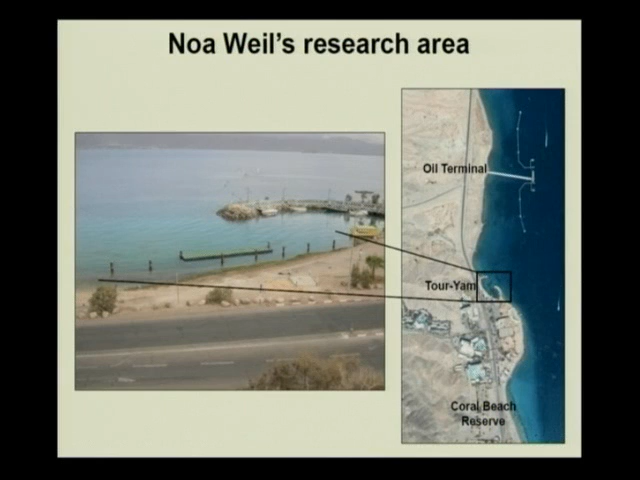 Noa Weil's research area
Oil Terminal
Tour-Yam
Coral Beach
Reserve